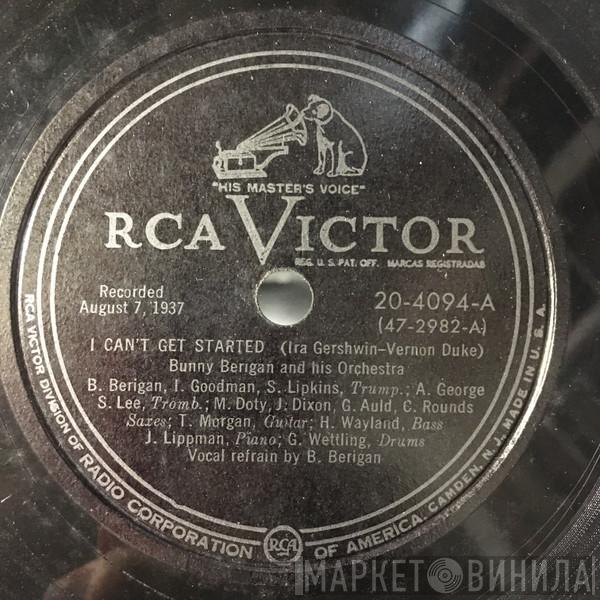 "HIS MASTER'S VOICE"
RCA VICTOR
REG. U. S. PAT. OFF. MARCAS REGISTRADAS
Recorded
August 7, 1937
20-4094-A
(47-2982-A)
I CAN'T GET STARTED (Ira Gershwin-Vernon Duke)
Bunny Berigan and his Orchestra
B. Berigan, I. Goodman, S. Lipkins, Trump.; A. George
S. Lee, Tromb.; M. Doty, J. Dixon, G. Auld, C. Rounds
Saxes; T. Morgan, Guitar; H. Wayland, Bass
J. Lippman, Piano; G. Wettling, Drums
Vocal refrain by B. Berigan
RCA VICTOR DIVISION OF RADIO CORPORATION OF AMERICA, CAMDEN, N. J. MADE IN U. S. A.
RCA
МАРКЕТ ВИНИЛА